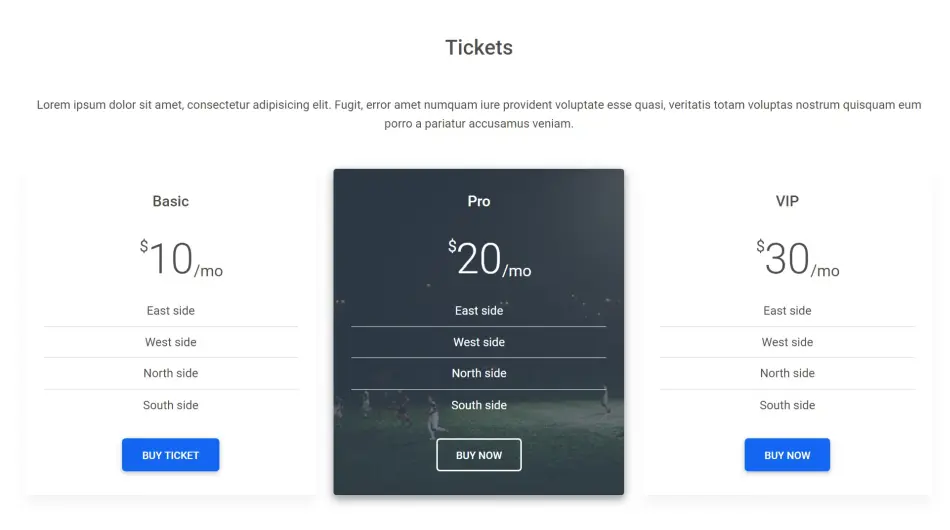 Tickets
Lorem ipsum dolor sit amet, consectetur adipisicing elit. Fugit, error amet numquam iure provident voluptate esse quasi, veritatis totam voluptas nostrum quisquam eum
porro a pariatur accusamus veniam.
Basic
$10/mo
East side
West side
North side
South side
BUY TICKET
Pro
$20/mo
East side
West side
North side
South side
BUY NOW
VIP
$30/mo
East side
West side
North side
South side
BUY NOW